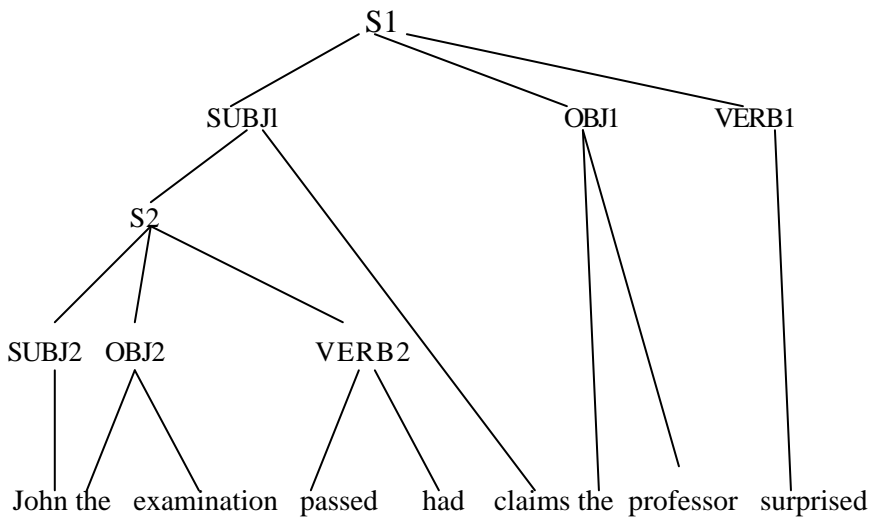 S1
SUBJ1 OBJ1 VERB1
S2
SUBJ2 OBJ2 VERB2
John the examination passed had claims the professor surprised